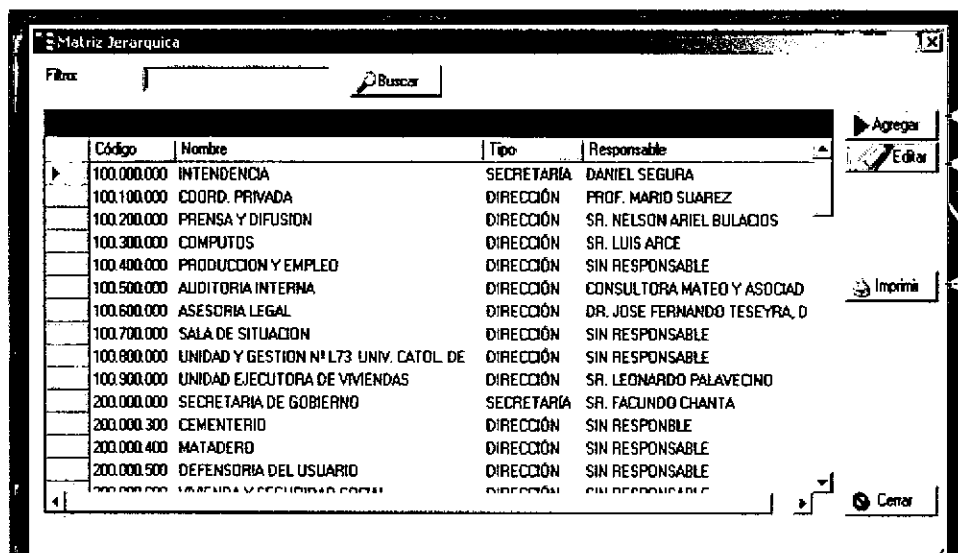 Matriz Jerarquica
Filtro: Buscar
Agregar
Editar
Código Nombre Tipo Responsable
100.000.000 INTENDENCIA SECRETARÍA DANIEL SEGURA
100.100.000 COORD. PRIVADA DIRECCIÓN PROF. MARIO SUAREZ
100.200.000 PRENSA Y DIFUSION DIRECCIÓN SR. NELSON ARIEL BULACIOS
100.300.000 COMPUTOS DIRECCIÓN SR. LUIS ARCE
100.400.000 PRODUCCION Y EMPLEO DIRECCIÓN SIN RESPONSABLE
100.500.000 AUDITORIA INTERNA DIRECCIÓN CONSULTORA MATEO Y ASOCIAD
Imprimir
100.600.000 ASESORIA LEGAL DIRECCIÓN DR. JOSE FERNANDO TESEYRA, D
100.700.000 SALA DE SITUACION DIRECCIÓN SIN RESPONSABLE
100.800.000 UNIDAD Y GESTION Nº L73 UNIV. CATOL. DE DIRECCIÓN SIN RESPONSABLE
100.900.000 UNIDAD EJECUTORA DE VIVIENDAS DIRECCIÓN SR. LEONARDO PALAVECINO
200.000.000 SECRETARIA DE GOBIERNO SECRETARÍA SR. FACUNDO CHANTA
200.000.300 CEMENTERIO DIRECCIÓN SIN RESPONBLE
200.000.400 MATADERO DIRECCIÓN SIN RESPONSABLE
200.000.500 DEFENSORIA DEL USUARIO DIRECCIÓN SIN RESPONSABLE
VIVIENDA Y SEGURIDAD SOCIAL DIRECCIÓN SIN RESPONSABLE
Cerrar